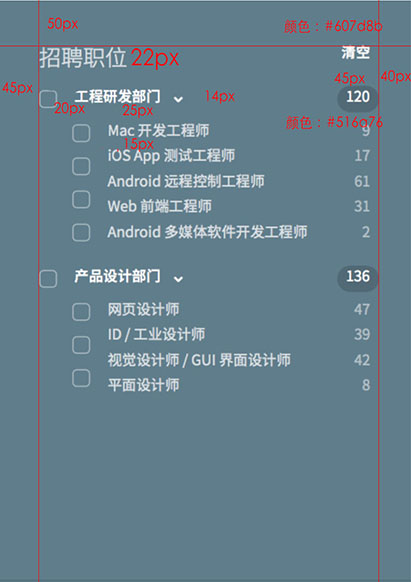 50px
颜色：#607d8b
招聘职位 22px
清空
45px
45px
40px
工程研发部门
14px
120
20px
25px
颜色：#516g76
Mac 开发工程师
9
15px
iOS App 测试工程师
17
Android 远程控制工程师
61
Web 前端工程师
31
Android 多媒体软件开发工程师
2
产品设计部门
136
网页设计师
47
ID / 工业设计师
39
视觉设计师 / GUI 界面设计师
42
平面设计师
8